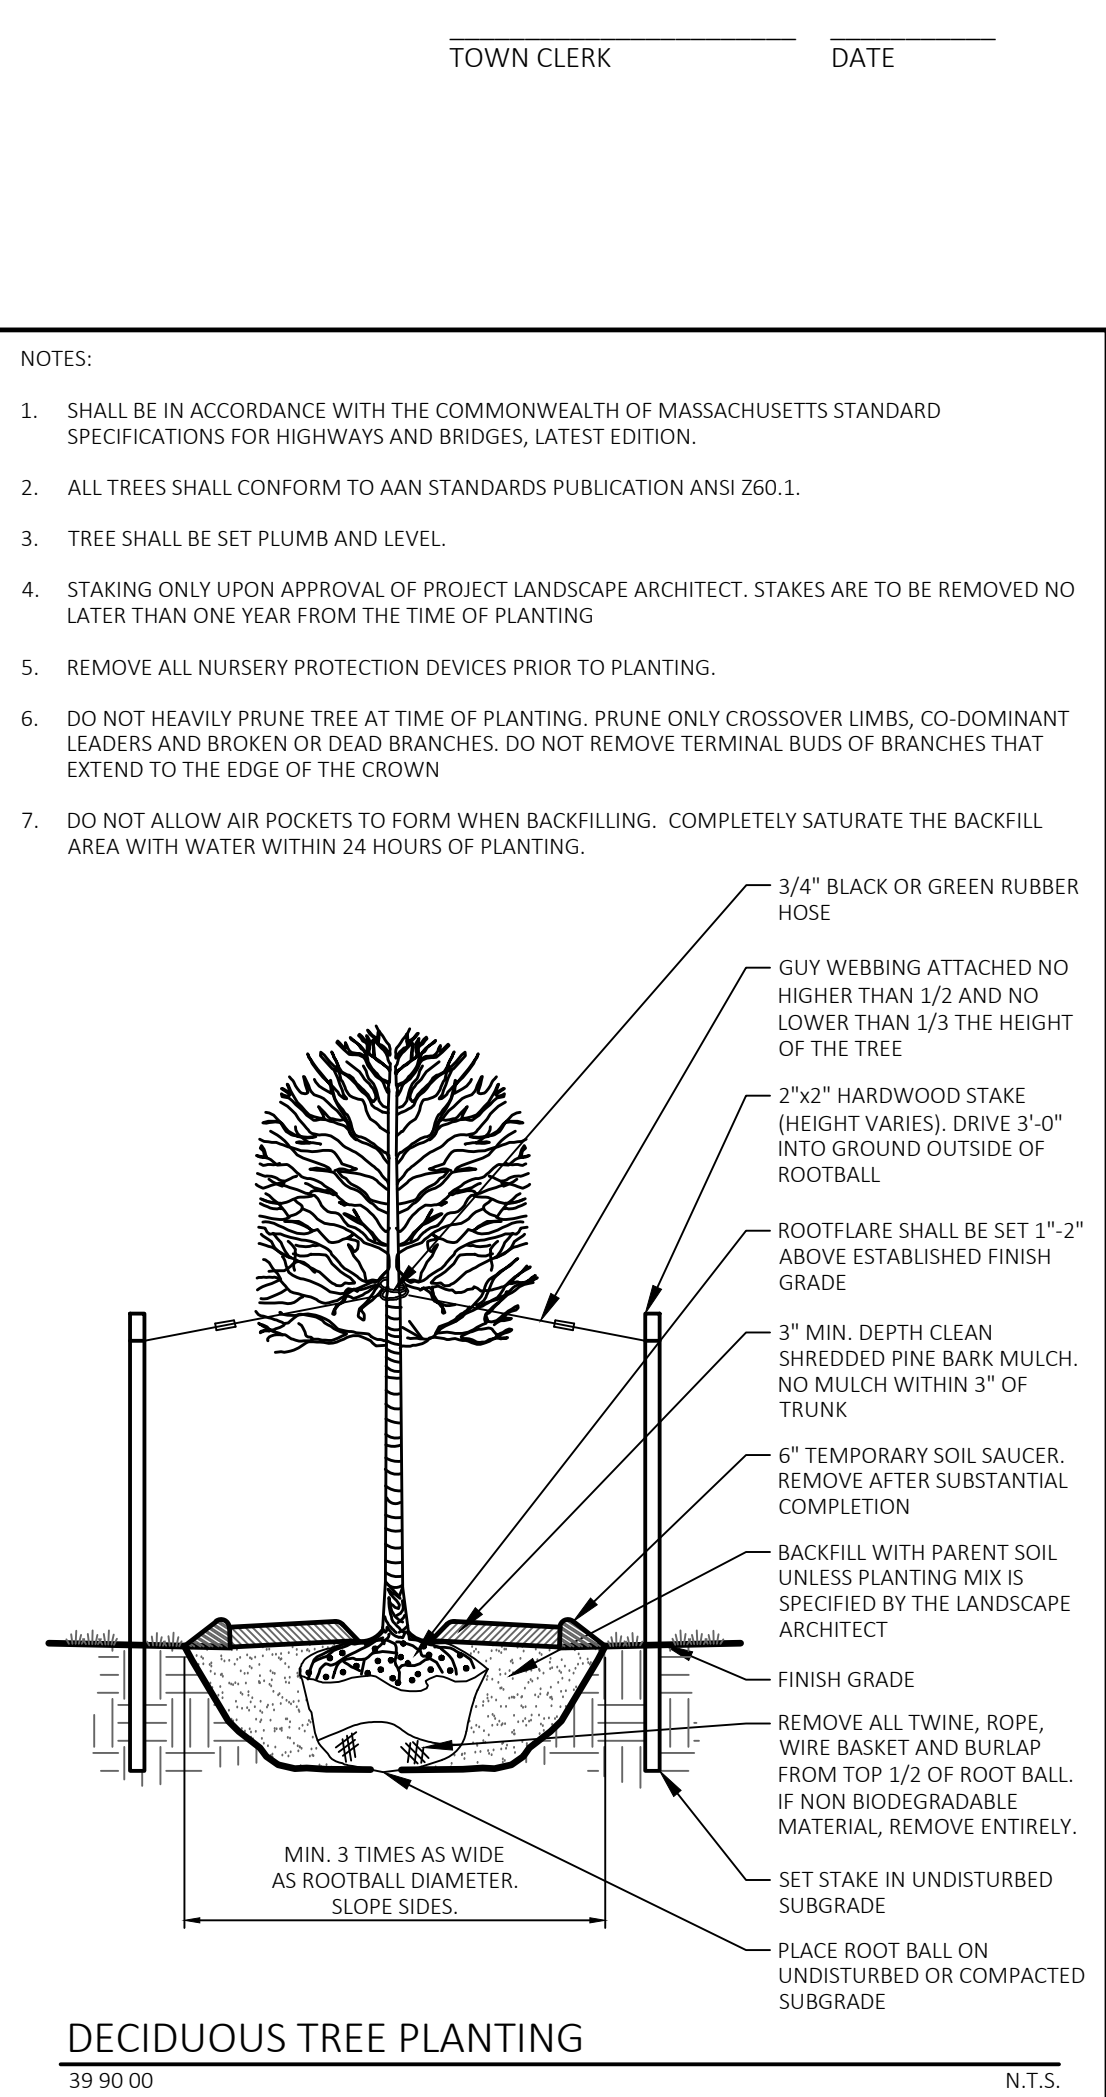 TOWN CLERK
DATE
NOTES:
1. SHALL BE IN ACCORDANCE WITH THE COMMONWEALTH OF MASSACHUSETTS STANDARD
SPECIFICATIONS FOR HIGHWAYS AND BRIDGES, LATEST EDITION.
2. ALL TREES SHALL CONFORM TO AAN STANDARDS PUBLICATION ANSI Z60.1.
3. TREE SHALL BE SET PLUMB AND LEVEL.
4. STAKING ONLY UPON APPROVAL OF PROJECT LANDSCAPE ARCHITECT. STAKES ARE TO BE REMOVED NO
LATER THAN ONE YEAR FROM THE TIME OF PLANTING
5. REMOVE ALL NURSERY PROTECTION DEVICES PRIOR TO PLANTING.
6. DO NOT HEAVILY PRUNE TREE AT TIME OF PLANTING. PRUNE ONLY CROSSOVER LIMBS, CO-DOMINANT
LEADERS AND BROKEN OR DEAD BRANCHES. DO NOT REMOVE TERMINAL BUDS OF BRANCHES THAT
EXTEND TO THE EDGE OF THE CROWN
7. DO NOT ALLOW AIR POCKETS TO FORM WHEN BACKFILLING. COMPLETELY SATURATE THE BACKFILL
AREA WITH WATER WITHIN 24 HOURS OF PLANTING.
3/4" BLACK OR GREEN RUBBER
HOSE
GUY WEBBING ATTACHED NO
HIGHER THAN 1/2 AND NO
LOWER THAN 1/3 THE HEIGHT
OF THE TREE
2"x2" HARDWOOD STAKE
(HEIGHT VARIES). DRIVE 3'-0"
INTO GROUND OUTSIDE OF
ROOTBALL
ROOTFLARE SHALL BE SET 1"-2"
ABOVE ESTABLISHED FINISH
GRADE
3" MIN. DEPTH CLEAN
SHREDDED PINE BARK MULCH.
NO MULCH WITHIN 3" OF
TRUNK
6" TEMPORARY SOIL SAUCER.
REMOVE AFTER SUBSTANTIAL
COMPLETION
BACKFILL WITH PARENT SOIL
UNLESS PLANTING MIX IS
SPECIFIED BY THE LANDSCAPE
ARCHITECT
FINISH GRADE
REMOVE ALL TWINE, ROPE,
WIRE BASKET AND BURLAP
FROM TOP 1/2 OF ROOT BALL.
IF NON BIODEGRADABLE
MATERIAL, REMOVE ENTIRELY.
MIN. 3 TIMES AS WIDE
AS ROOTBALL DIAMETER.
SLOPE SIDES.
SET STAKE IN UNDISTURBED
SUBGRADE
PLACE ROOT BALL ON
UNDISTURBED OR COMPACTED
SUBGRADE
DECIDUOUS TREE PLANTING
39 90 00
N.T.S.